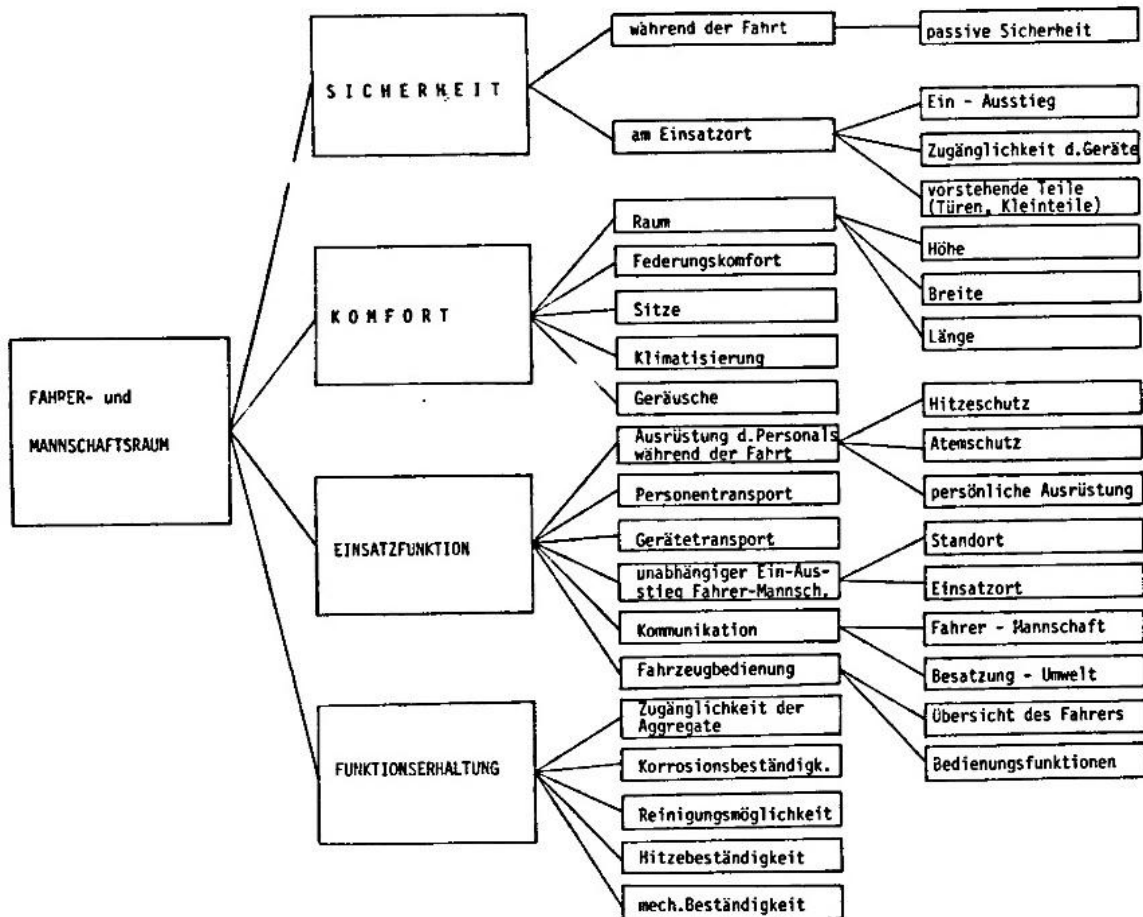 FAHRER- und
MANNSCHAFTSRAUM
SICHERHEIT
während der Fahrt
passive Sicherheit
am Einsatzort
Ein - Ausstieg
Zugänglichkeit d.Geräte
vorstehende Teile
(Türen, Kleinteile)
KOMFORT
Raum
Höhe
Breite
Länge
Federungskomfort
Sitze
Klimatisierung
Geräusche
EINSATZFUNKTION
Ausrüstung d.Personals
während der Fahrt
Hitzeschutz
Atemschutz
persönliche Ausrüstung
Personentransport
Gerätetransport
unabhängiger Ein-Aus-
stieg Fahrer-Mannsch.
Standort
Einsatzort
Kommunikation
Fahrer - Mannschaft
Besatzung - Umwelt
Fahrzeugbedienung
Übersicht des Fahrers
Bedienungsfunktionen
FUNKTIONSERHALTUNG
Zugänglichkeit der
Aggregate
Korrosionsbeständigk.
Reinigungsmöglichkeit
Hitzebeständigkeit
mech.Beständigkeit